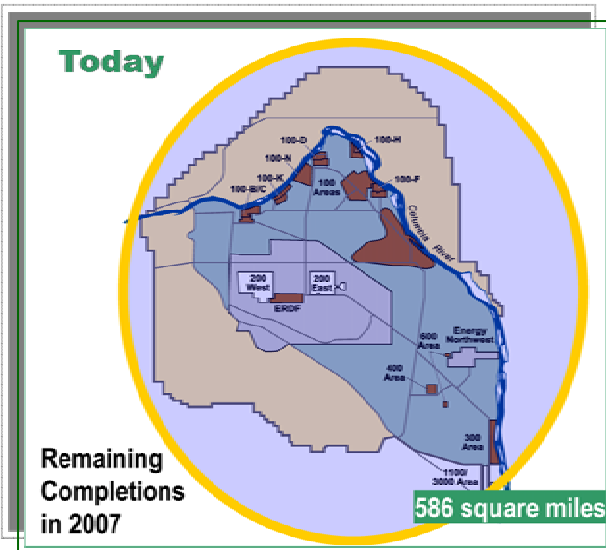 Today
100-D
100-H
100-N
100-K
100-B/C
100
Areas
100-F
Columbia River
200
West
200
East
ERDF
600
Area
Energy
Northwest
400
Area
300
Area
1100/
3000 Area
Remaining
Completions
in 2007
586 square miles